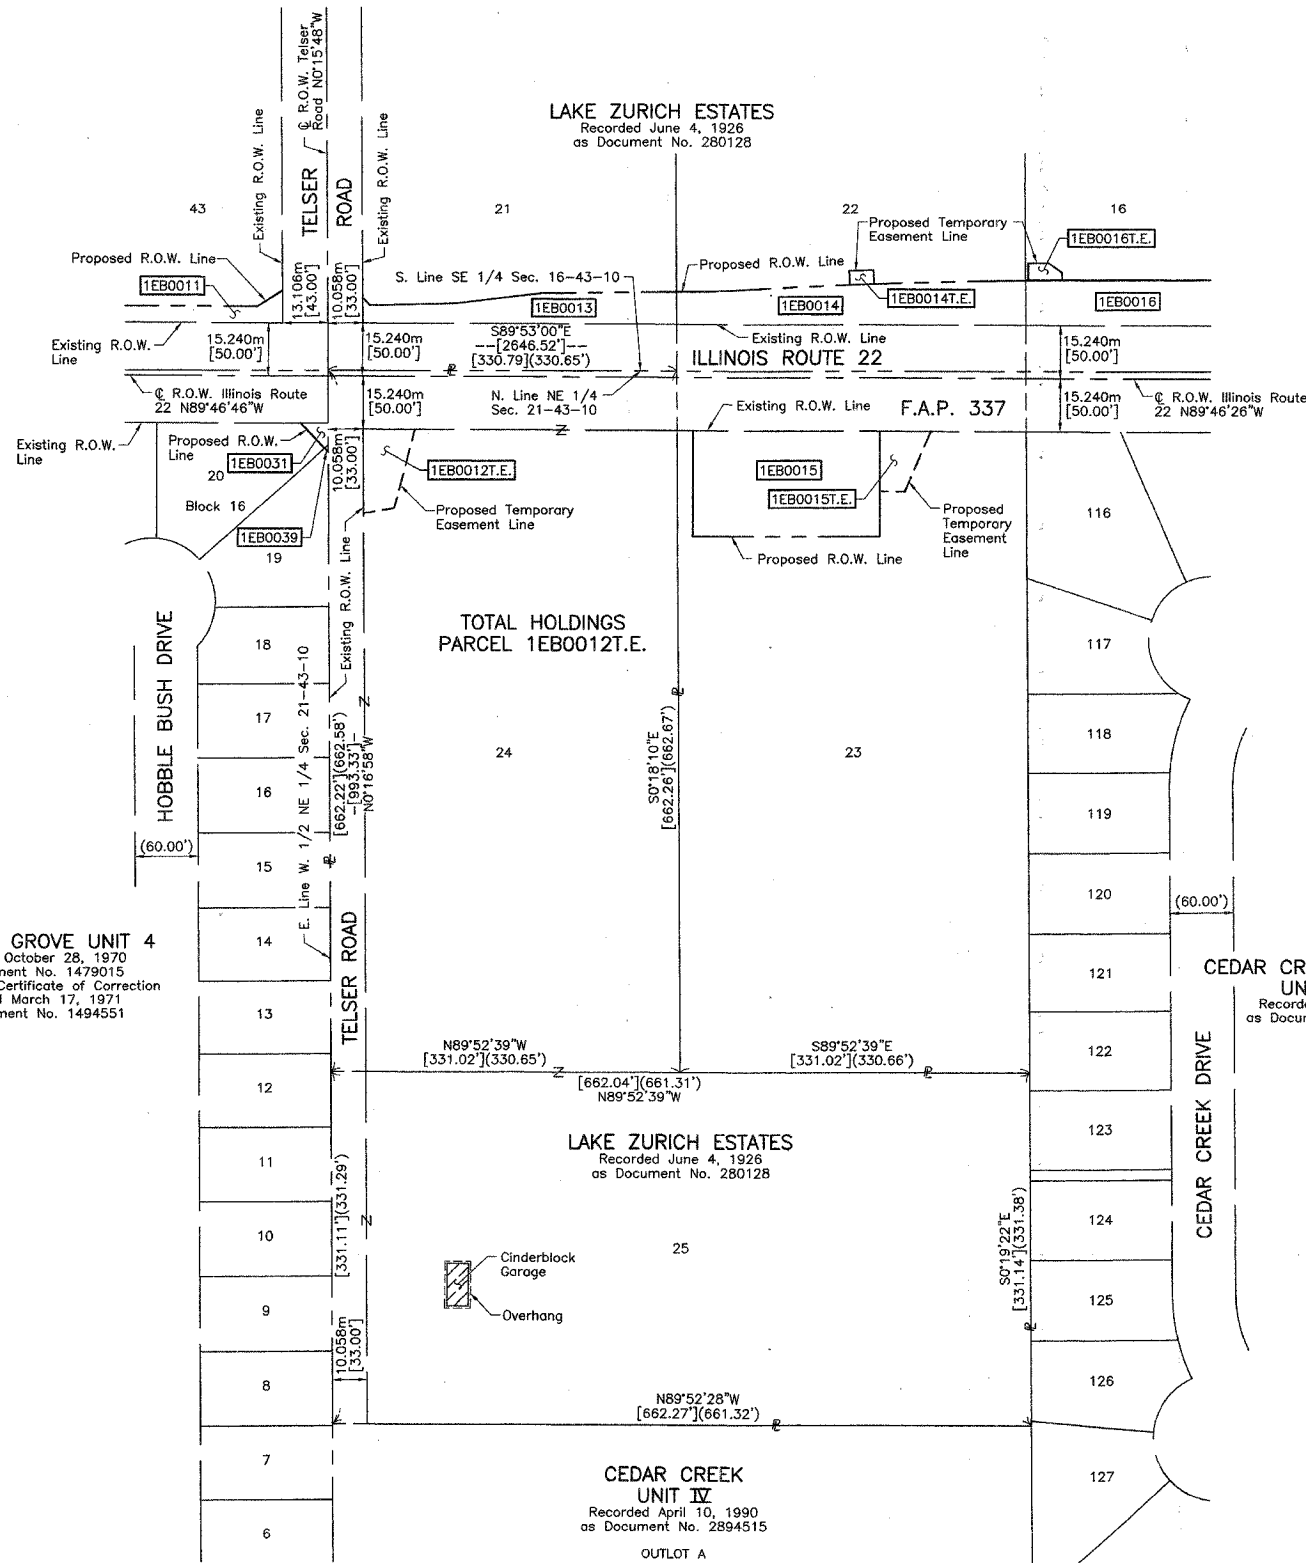 ℄ R.O.W. Telser
Road N0°15'48"W
Existing R.O.W. Line
TELSER
ROAD
Existing R.O.W. Line
LAKE ZURICH ESTATES
Recorded June 4, 1926
as Document No. 280128
43
21
22
16
Proposed R.O.W. Line
1EB0011
13.106m
[43.00']
10.058m
[33.00']
S. Line SE 1/4 Sec. 16-43-10
Proposed R.O.W. Line
Proposed Temporary
Easement Line
1EB0016T.E.
1EB0013
1EB0014
1EB0014T.E.
1EB0016
Existing R.O.W.
Line
15.240m
[50.00']
15.240m
[50.00']
S89°53'00"E
--[2646.52']--
[330.79](330.65')
Existing R.O.W. Line
ILLINOIS ROUTE 22
15.240m
[50.00']
℄ R.O.W. Illinois Route
22 N89°46'46"W
15.240m
[50.00']
N. Line NE 1/4
Sec. 21-43-10
Existing R.O.W. Line
F.A.P. 337
15.240m
[50.00']
℄ R.O.W. Illinois Route
22 N89°46'26"W
Existing R.O.W.
Line
Proposed R.O.W.
Line
20
1EB0031
Block 16
1EB0039
19
10.058m
[33.00']
1EB0012T.E.
Proposed Temporary
Easement Line
1EB0015
1EB0015T.E.
Proposed
Temporary
Easement
Line
Proposed R.O.W. Line
116
Existing R.O.W. Line
TOTAL HOLDINGS
PARCEL 1EB0012T.E.
HOBBLE BUSH DRIVE
(60.00')
18
17
16
15
14
13
12
11
10
9
8
7
6
E. Line W. 1/2 NE 1/4 Sec. 21-43-10
[662.22'](662.58')
-[993.33']-
N0°16'58"W
24
S0°18'10"E
[662.26'](662.67')
23
117
118
119
120
121
122
123
124
125
126
127
(60.00')
GROVE UNIT 4
October 28, 1970
ment No. 1479015
Certificate of Correction
d March 17, 1971
ment No. 1494551
TELSER ROAD
CEDAR CR
UN
Record
as Docum
CEDAR CREEK DRIVE
N89°52'39"W
[331.02'](330.65')
S89°52'39"E
[331.02'](330.66')
[662.04'](661.31')
N89°52'39"W
LAKE ZURICH ESTATES
Recorded June 4, 1926
as Document No. 280128
[331.11'](331.29')
25
S0°19'22"E
[331.14'](331.38')
Cinderblock
Garage
Overhang
10.058m
[33.00']
N89°52'28"W
[662.27'](661.32')
CEDAR CREEK
UNIT IV
Recorded April 10, 1990
as Document No. 2894515
OUTLOT A